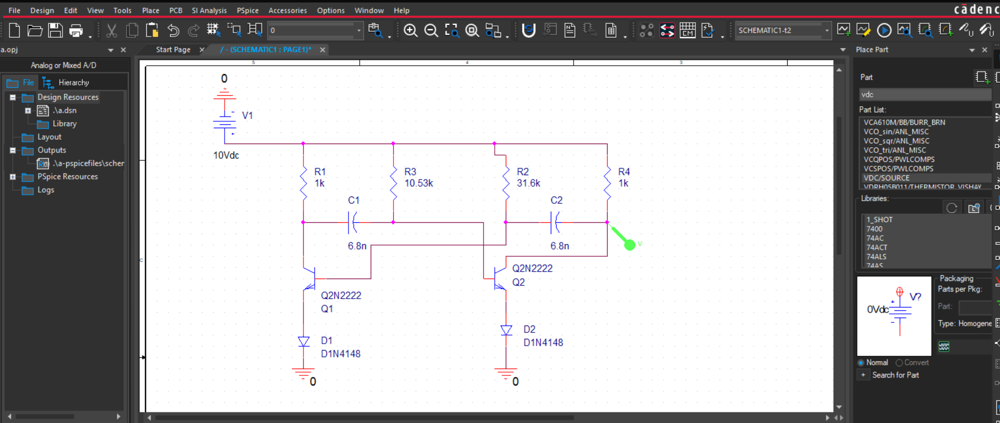 File Design Edit View Tools Place PCB SI Analysis PSpice Accessories Options Window Help
cādenc
0
SCHEMATIC1-t2
a.opj
Start Page
/ - (SCHEMATIC1 : PAGE1)*
Place Part
Analog or Mixed A/D
File
Hierarchy
Design Resources
.\a.dsn
Library
Layout
Outputs
.\a-pspicefiles\scher
PSpice Resources
Logs
5
4
3
C
0
V1
10Vdc
R1
1k
R3
10.53k
R2
31.6k
R4
1k
C1
6.8n
C2
6.8n
V
Q2N2222
Q1
Q2N2222
Q2
D1
D1N4148
D2
D1N4148
0
0
Part
vdc
Part List:
VCA610M/BB/BURR_BRN
VCO_sin/ANL_MISC
VCO_sqr/ANL_MISC
VCO_tri/ANL_MISC
VCQPOS/PWLCOMPS
VCSPOS/PWLCOMPS
VDC/SOURCE
VDRH05B011/THERMISTOR_VISHAY
Libraries:
1_SHOT
7400
74AC
74ACT
74ALS
74AS
V?
0Vdc
Packaging
Parts per Pkg:
Part:
Type: Homogene
Normal
Convert
Search for Part